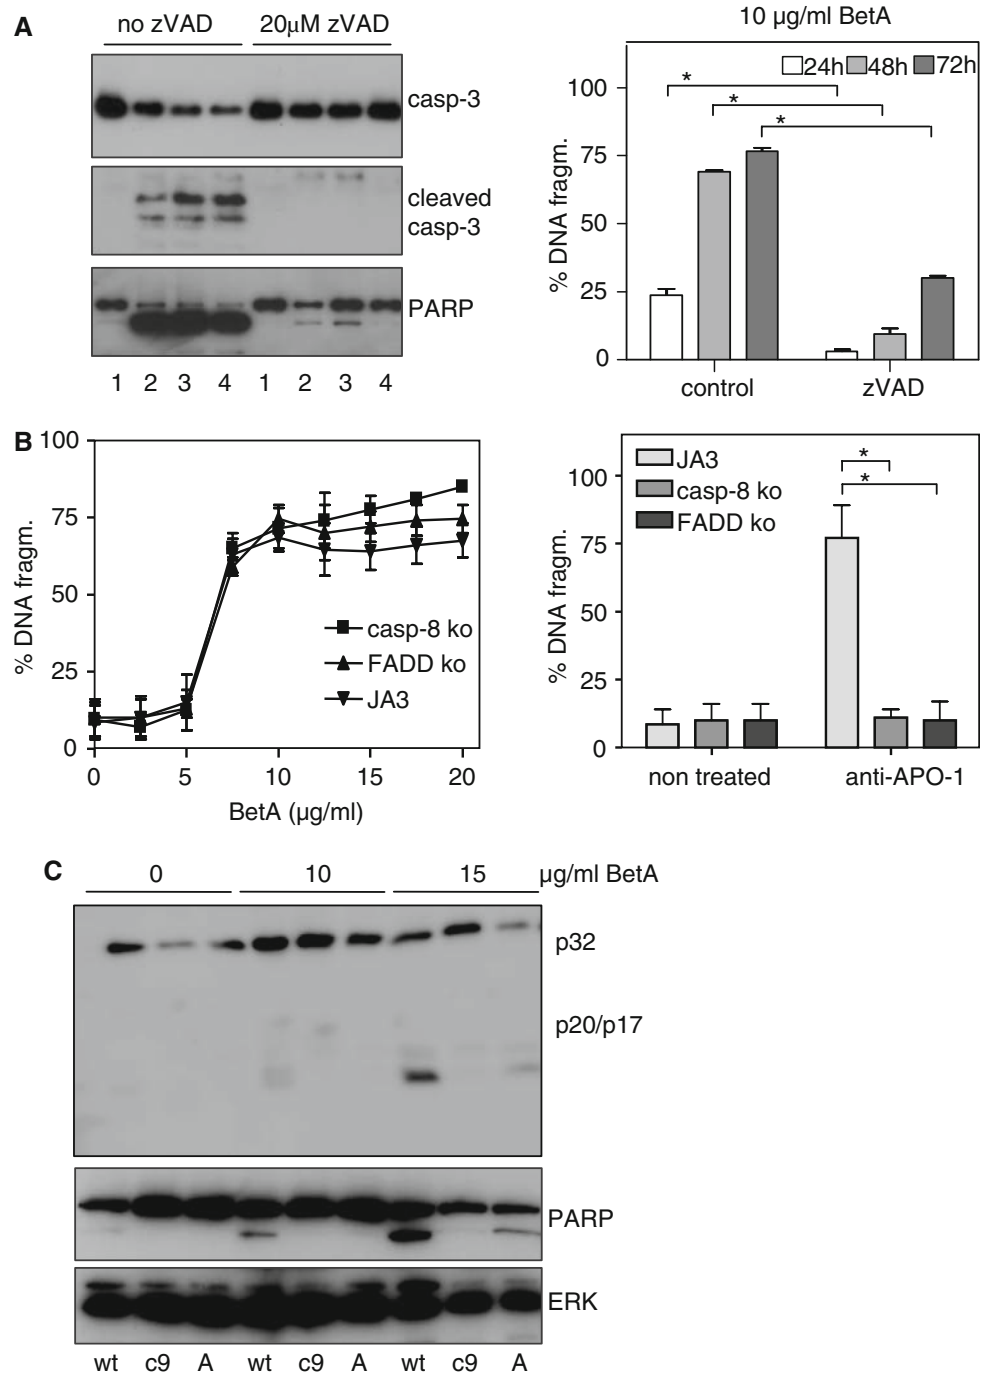 A
no zVAD 20µM zVAD
casp-3
cleaved
casp-3
PARP
1 2 3 4 1 2 3 4
10 µg/ml BetA
24h 48h 72h
* * *
% DNA fragm.
100
75
50
25
0
control zVAD
B
% DNA fragm.
100
75
50
25
0
casp-8 ko
FADD ko
JA3
0 5 10 15 20
BetA (µg/ml)
JA3
casp-8 ko
FADD ko
* *
% DNA fragm.
100
75
50
25
0
non treated anti-APO-1
C
0 10 15 µg/ml BetA
p32
p20/p17
PARP
ERK
wt c9 A wt c9 A wt c9 A